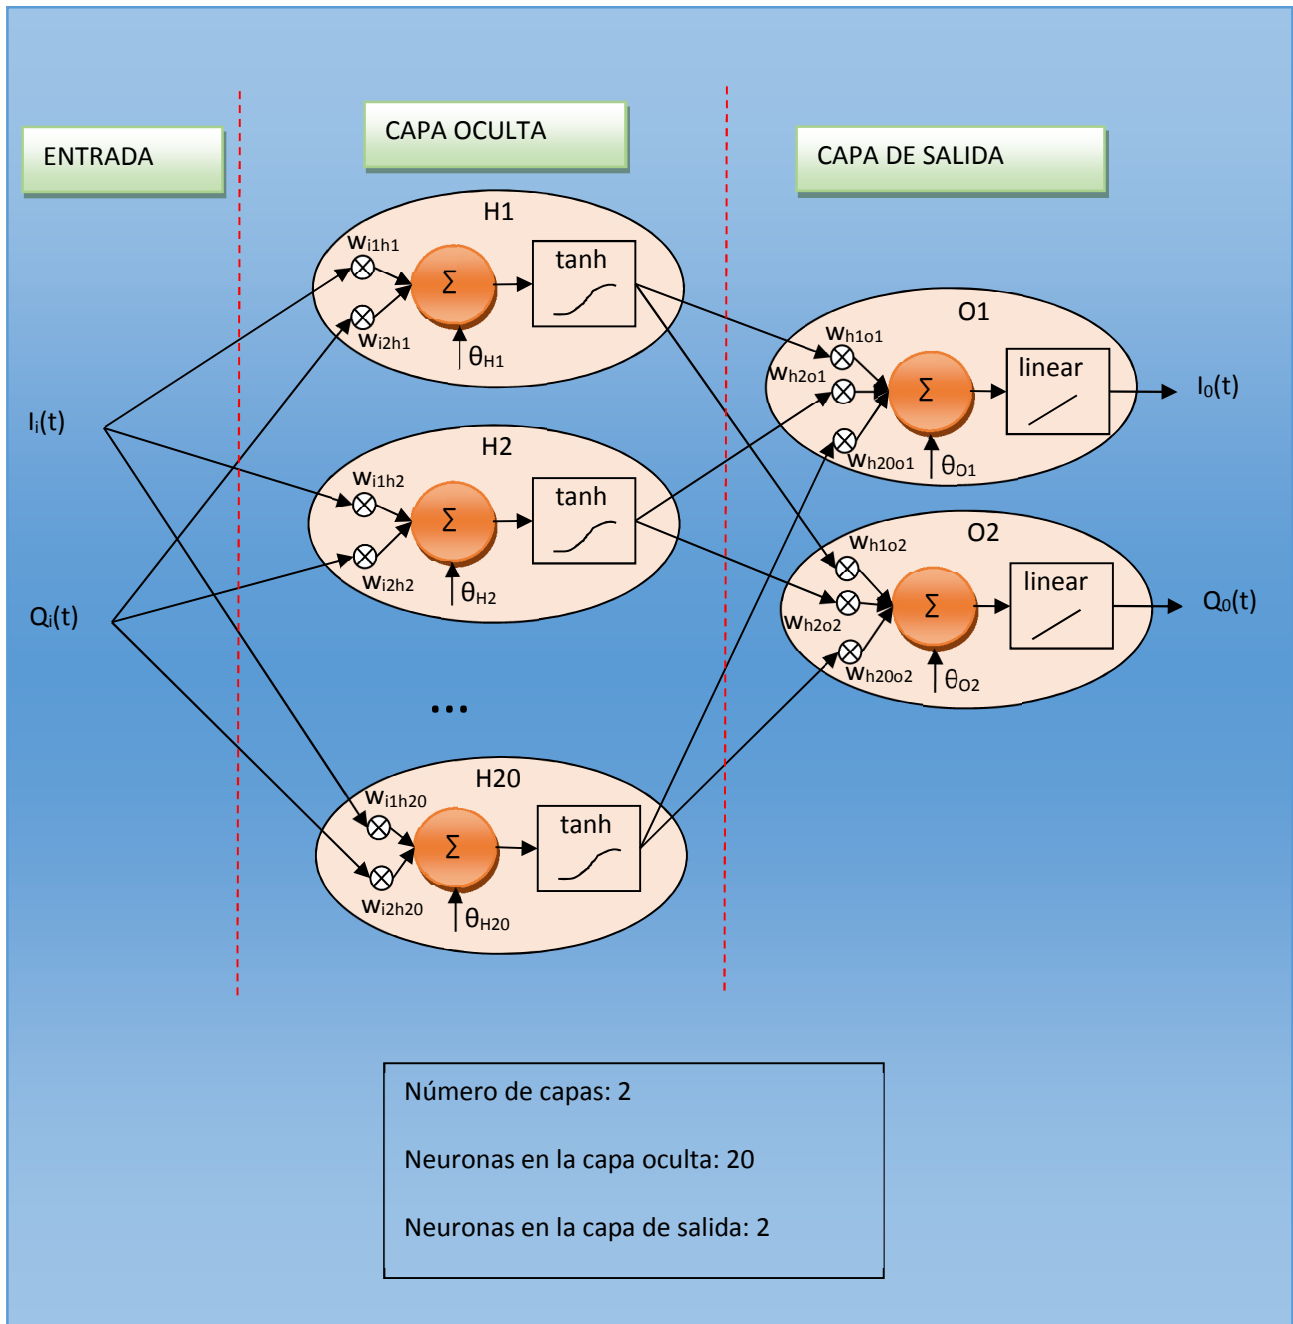 ENTRADA
CAPA OCULTA
CAPA DE SALIDA
H1
wi1h1
Σ
tanh
wi2h1
θH1
H2
wi1h2
Σ
tanh
wi2h2
θH2
...
H20
wi1h20
Σ
tanh
wi2h20
θH20
Ii(t)
Qi(t)
O1
wh1o1
wh2o1
Σ
linear
wh20o1
θO1
I0(t)
O2
wh1o2
Σ
linear
wh2o2
wh20o2
θO2
Q0(t)
Número de capas: 2
Neuronas en la capa oculta: 20
Neuronas en la capa de salida: 2